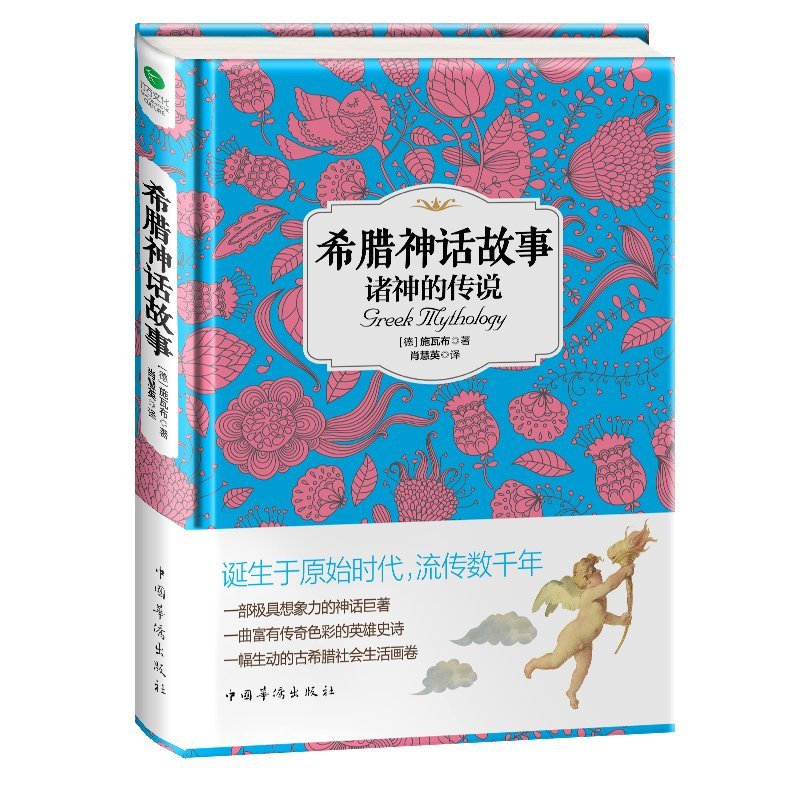 希腊神话故事
诸神的传说
Greek Mythology
[德]施瓦布◇著
肖慧英◇译
诞生于原始时代,流传数千年
一部极具想象力的神话巨著
一曲富有传奇色彩的英雄史诗
一幅生动的古希腊社会生活画卷
中国华侨出版社
希腊神话故事
[德]施瓦布◇著
肖慧英◇译
中国华侨出版社